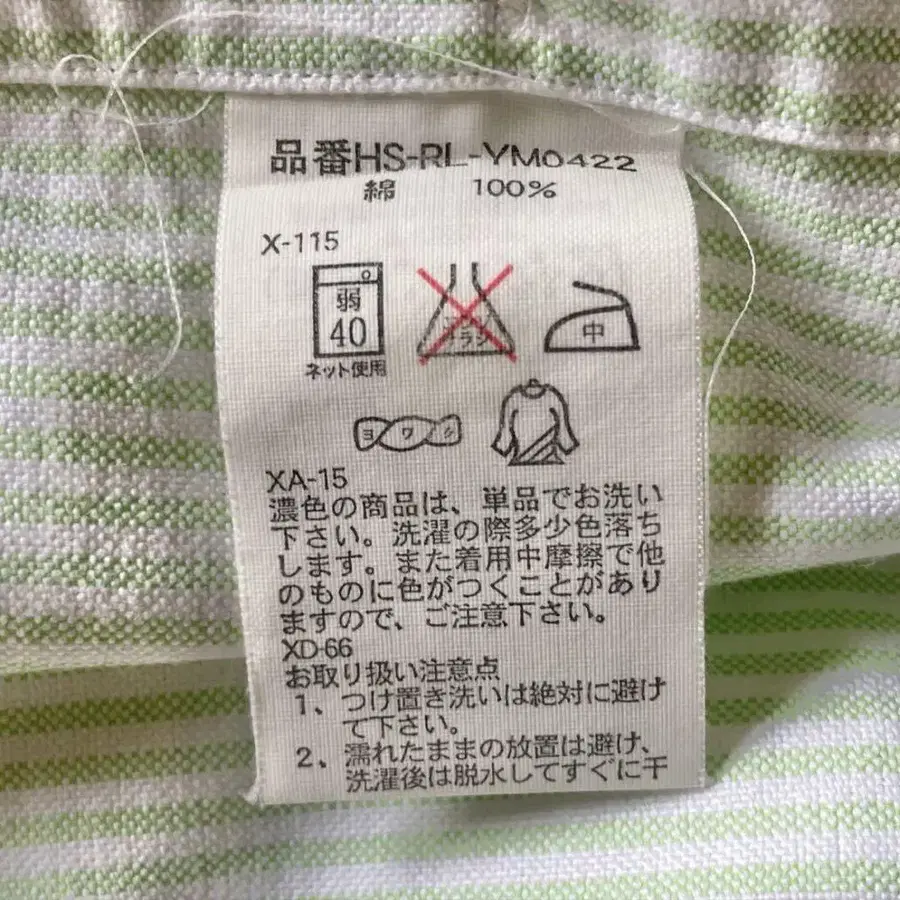 品番HS-RL-YM0422
綿 100%
X-115
弱
40
ネット使用
エンソ
サラシ
中
ヨワク
XA-15
濃色の商品は、単品でお洗い
下さい。洗濯の際多少色落ち
します。また着用中摩擦で他
のものに色がつくことがあり
ますので、ご注意下さい。
XD-66
お取り扱い注意点
1、つけ置き洗いは絶対に避け
て下さい。
2、濡れたままの放置は避け、
洗濯後は脱水してすぐに干